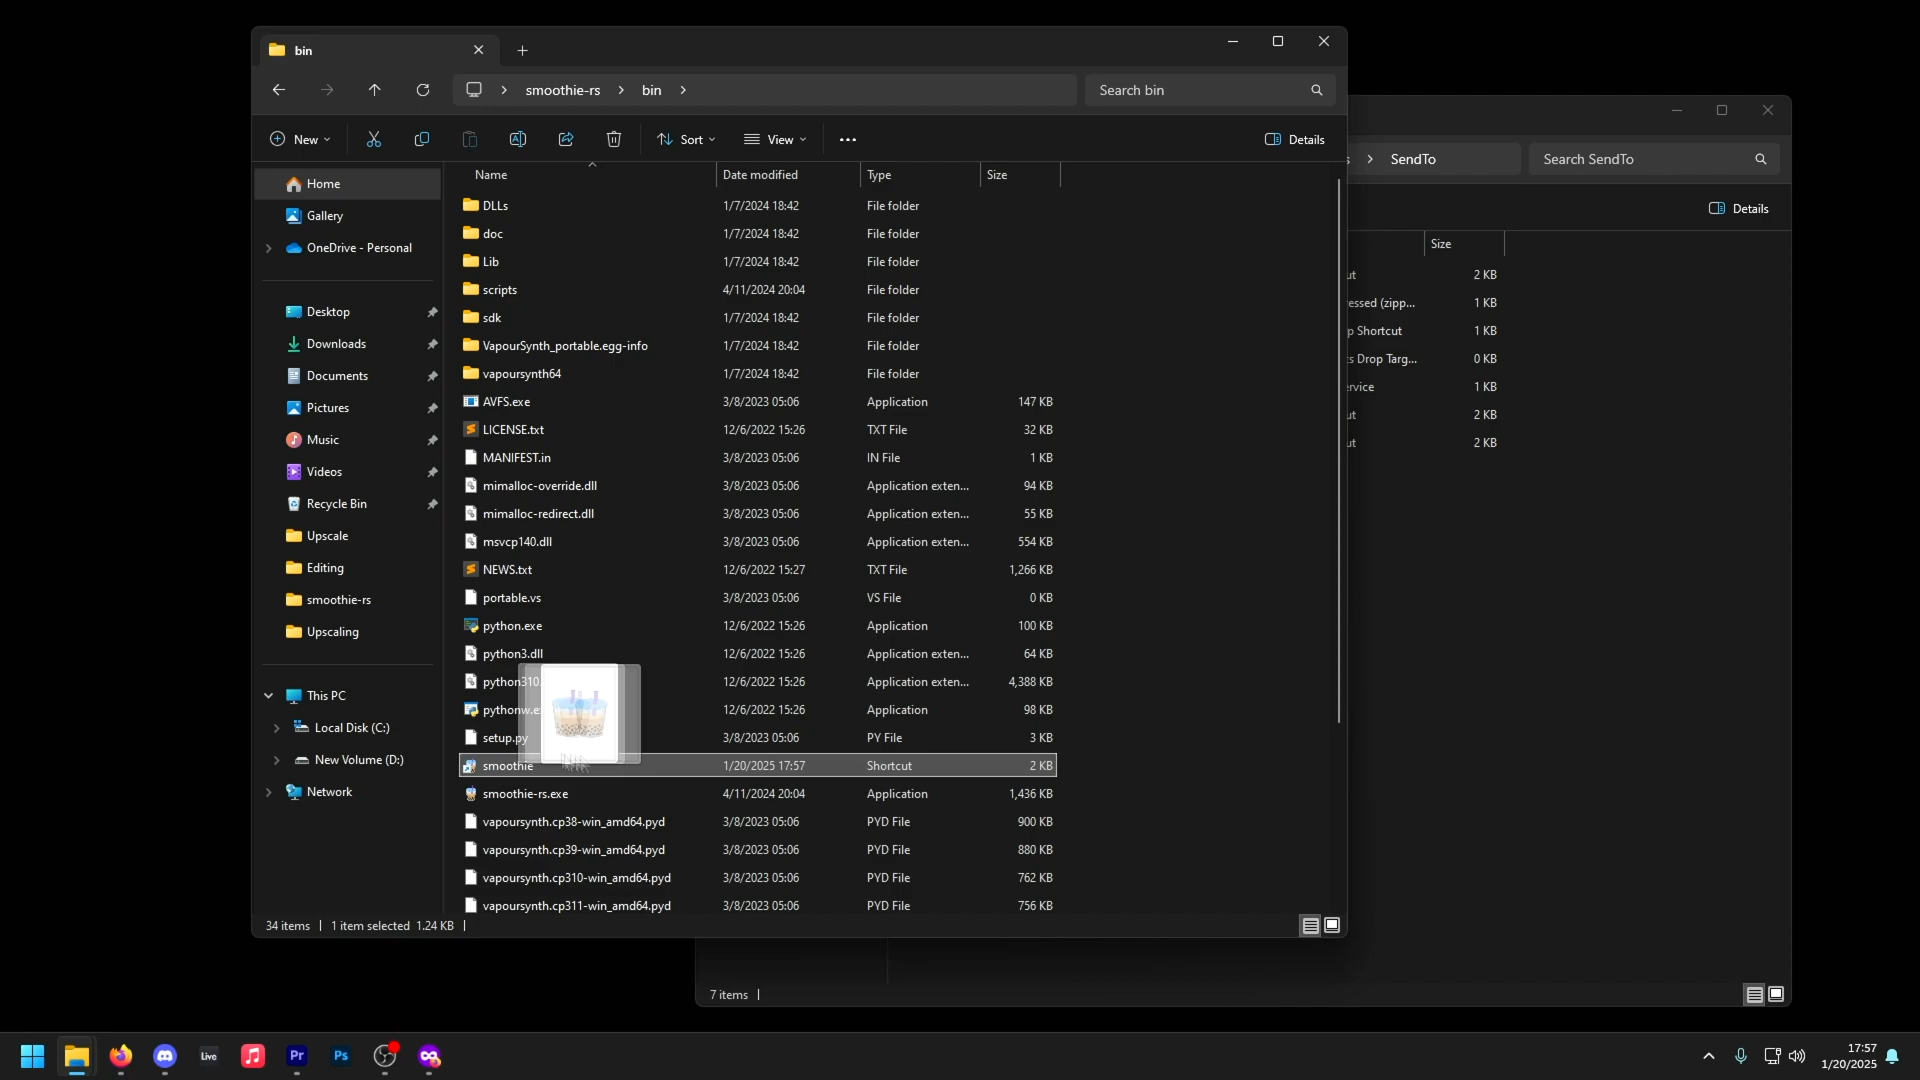 bin
smoothie-rs
bin
Search bin
New
Sort
View
Details
Name
Date modified
Type
Size
Home
Gallery
OneDrive - Personal
Desktop
Downloads
Documents
Pictures
Music
Videos
Recycle Bin
Upscale
Editing
smoothie-rs
Upscaling
This PC
Local Disk (C:)
New Volume (D:)
Network
DLLs 1/7/2024 18:42 File folder
doc 1/7/2024 18:42 File folder
Lib 1/7/2024 18:42 File folder
scripts 4/11/2024 20:04 File folder
sdk 1/7/2024 18:42 File folder
VapourSynth_portable.egg-info 1/7/2024 18:42 File folder
vapoursynth64 1/7/2024 18:42 File folder
AVFS.exe 3/8/2023 05:06 Application 147 KB
LICENSE.txt 12/6/2022 15:26 TXT File 32 KB
MANIFEST.in 3/8/2023 05:06 IN File 1 KB
mimalloc-override.dll 3/8/2023 05:06 Application exten... 94 KB
mimalloc-redirect.dll 3/8/2023 05:06 Application exten... 55 KB
msvcp140.dll 3/8/2023 05:06 Application exten... 554 KB
NEWS.txt 12/6/2022 15:27 TXT File 1,266 KB
portable.vs 3/8/2023 05:06 VS File 0 KB
python.exe 12/6/2022 15:26 Application 100 KB
python3.dll 12/6/2022 15:26 Application exten... 64 KB
python310. 12/6/2022 15:26 Application exten... 4,388 KB
pythonw.e 12/6/2022 15:26 Application 98 KB
setup.py 3/8/2023 05:06 PY File 3 KB
smoothie 1/20/2025 17:57 Shortcut 2 KB
smoothie-rs.exe 4/11/2024 20:04 Application 1,436 KB
vapoursynth.cp38-win_amd64.pyd 3/8/2023 05:06 PYD File 900 KB
vapoursynth.cp39-win_amd64.pyd 3/8/2023 05:06 PYD File 880 KB
vapoursynth.cp310-win_amd64.pyd 3/8/2023 05:06 PYD File 762 KB
vapoursynth.cp311-win_amd64.pyd 3/8/2023 05:06 PYD File 756 KB
34 items
1 item selected 1.24 KB
s
SendTo
Search SendTo
Details
Size
ut 2 KB
essed (zipp... 1 KB
p Shortcut 1 KB
ts Drop Targ... 0 KB
ervice 1 KB
ut 2 KB
ut 2 KB
7 items
Live
Pr
Ps
17:57
1/20/2025